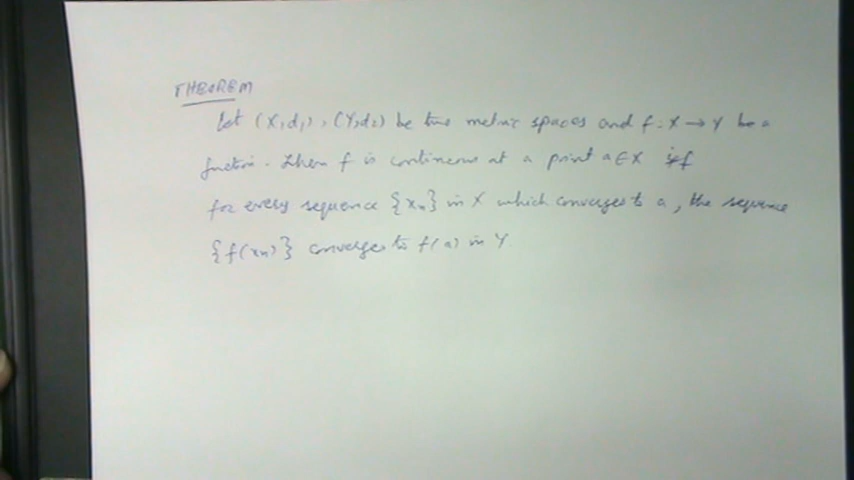 THEOREM
Let (X,d₁), (Y,d₂) be two metric spaces and f: X → Y be a
function. Then f is continuous at a point a∈X iff
for every sequence {xₙ} in X which converges to a, the sequence
{f(xₙ)} converges to f(a) in Y